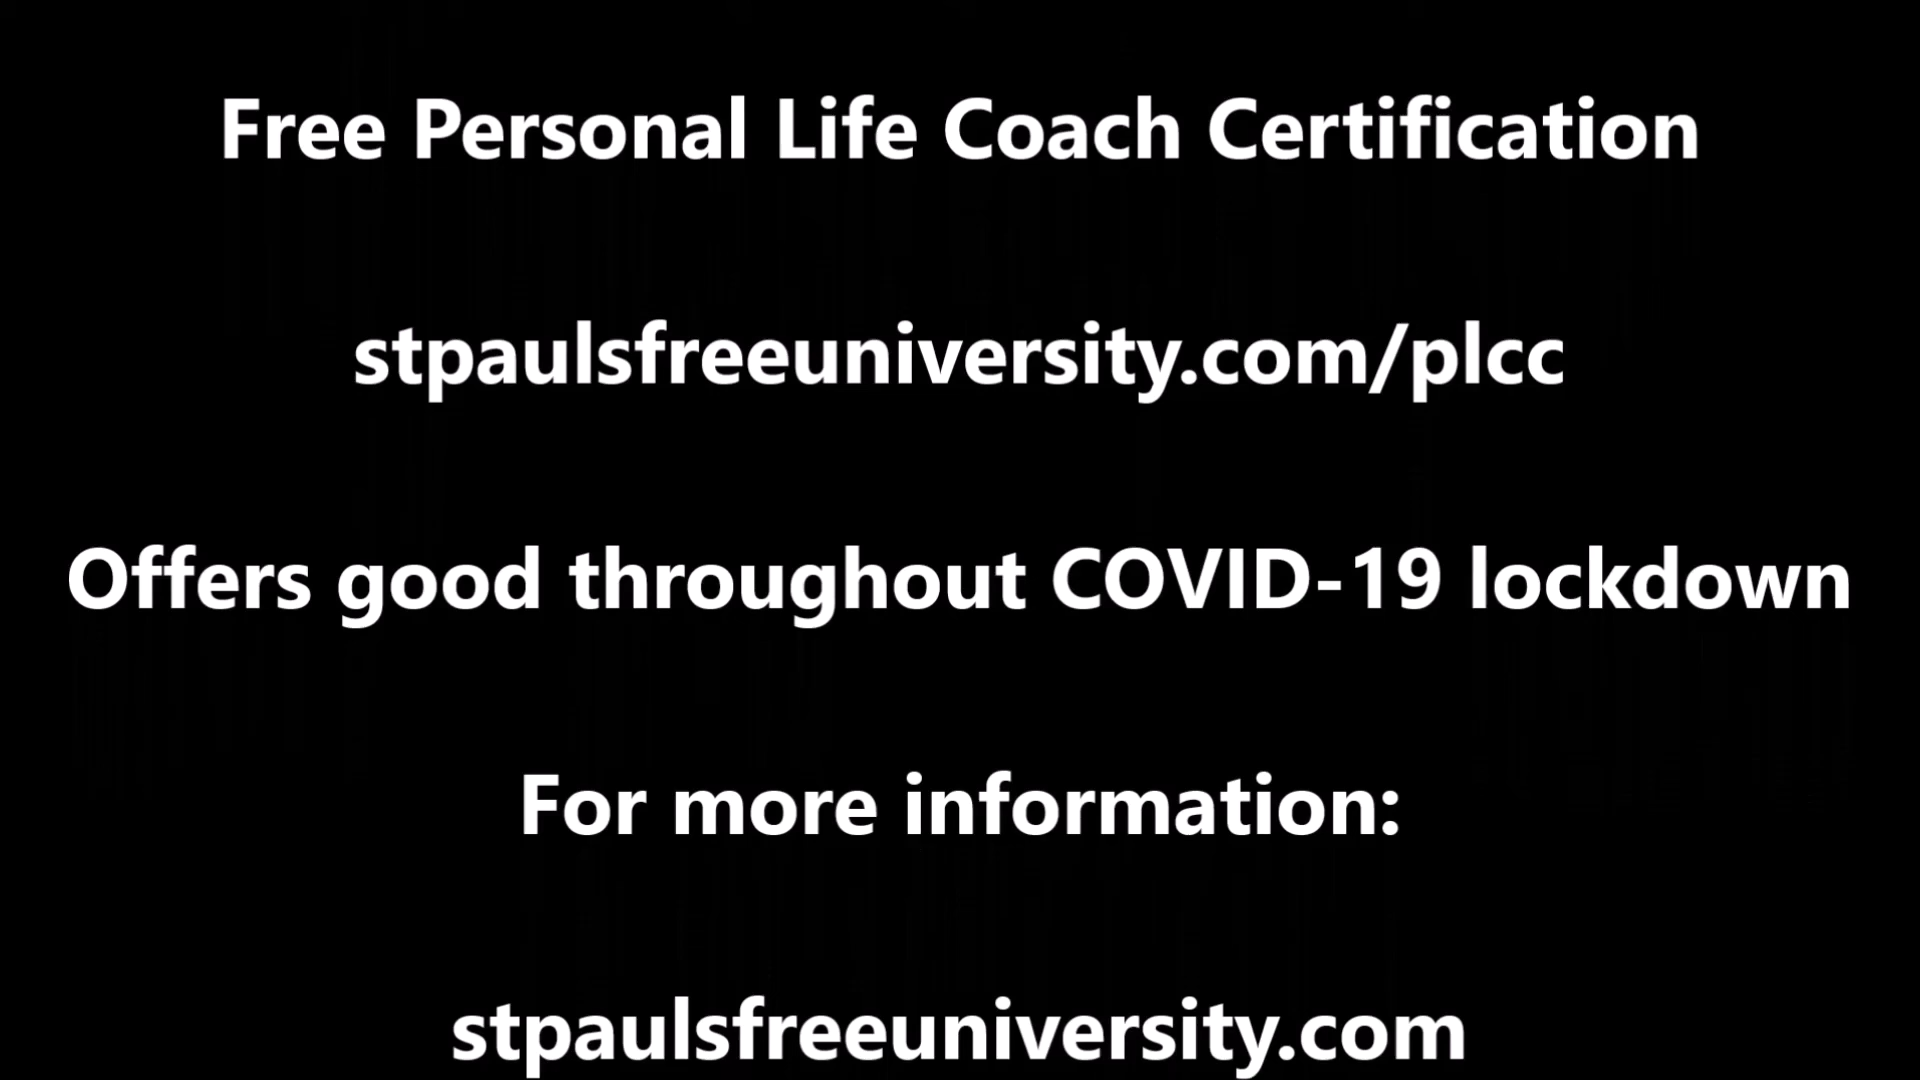 Free Personal Life Coach Certification
stpaulsfreeuniversity.com/plcc
Offers good throughout COVID-19 lockdown
For more information:
stpaulsfreeuniversity.com